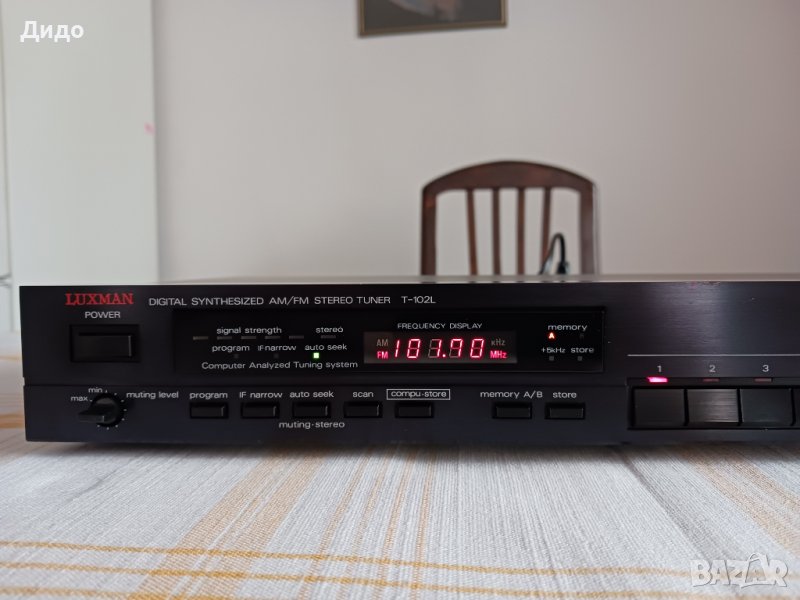 Дидо
LUXMAN DIGITAL SYNTHESIZED AM/FM STEREO TUNER T-102L
POWER
signal strength stereo
program IF narrow auto seek
Computer Analyzed Tuning system
FREQUENCY DISPLAY
AM kHz
FM 101.70 MHz
memory
A B
+5kHz store
1 2 3
min
max
muting level
program IF narrow auto seek scan compu-store memory A/B store
muting-stereo
BAZAR